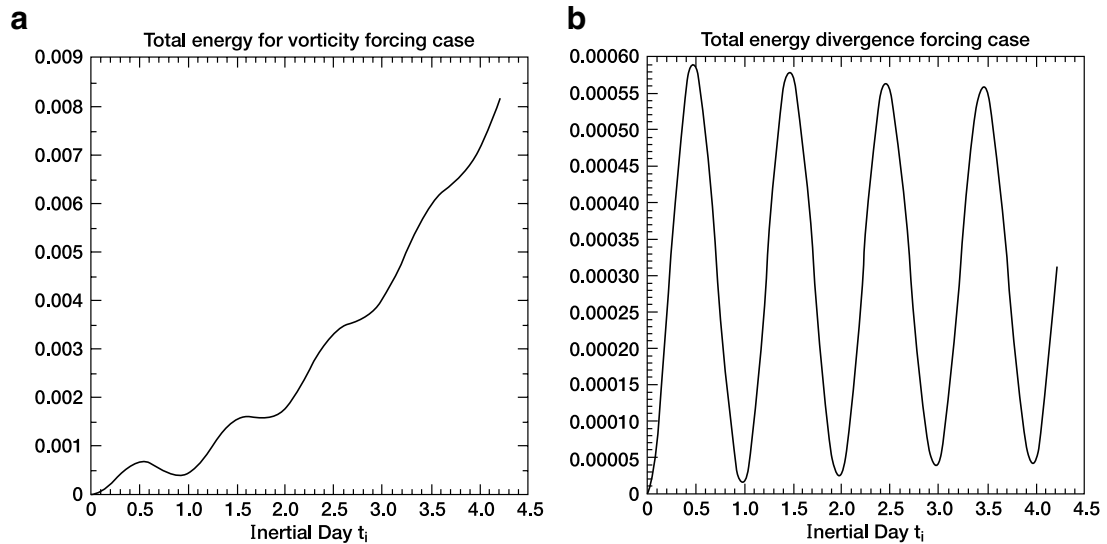 a
Total energy for vorticity forcing case
0.009
0.008
0.007
0.006
0.005
0.004
0.003
0.002
0.001
0
0 0.5 1.0 1.5 2.0 2.5 3.0 3.5 4.0 4.5
Inertial Day ti
b
Total energy divergence forcing case
0.00060
0.00055
0.00050
0.00045
0.00040
0.00035
0.00030
0.00025
0.00020
0.00015
0.00010
0.00005
0
0 0.5 1.0 1.5 2.0 2.5 3.0 3.5 4.0 4.5
Inertial Day ti